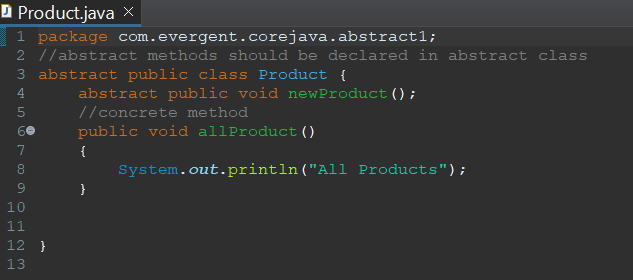 Product.java
1 package com.evergent.corejava.abstract1;
2 //abstract methods should be declared in abstract class
3 abstract public class Product {
4     abstract public void newProduct();
5     //concrete method
6     public void allProduct()
7     {
8         System.out.println("All Products");
9     }
10
11
12 }
13